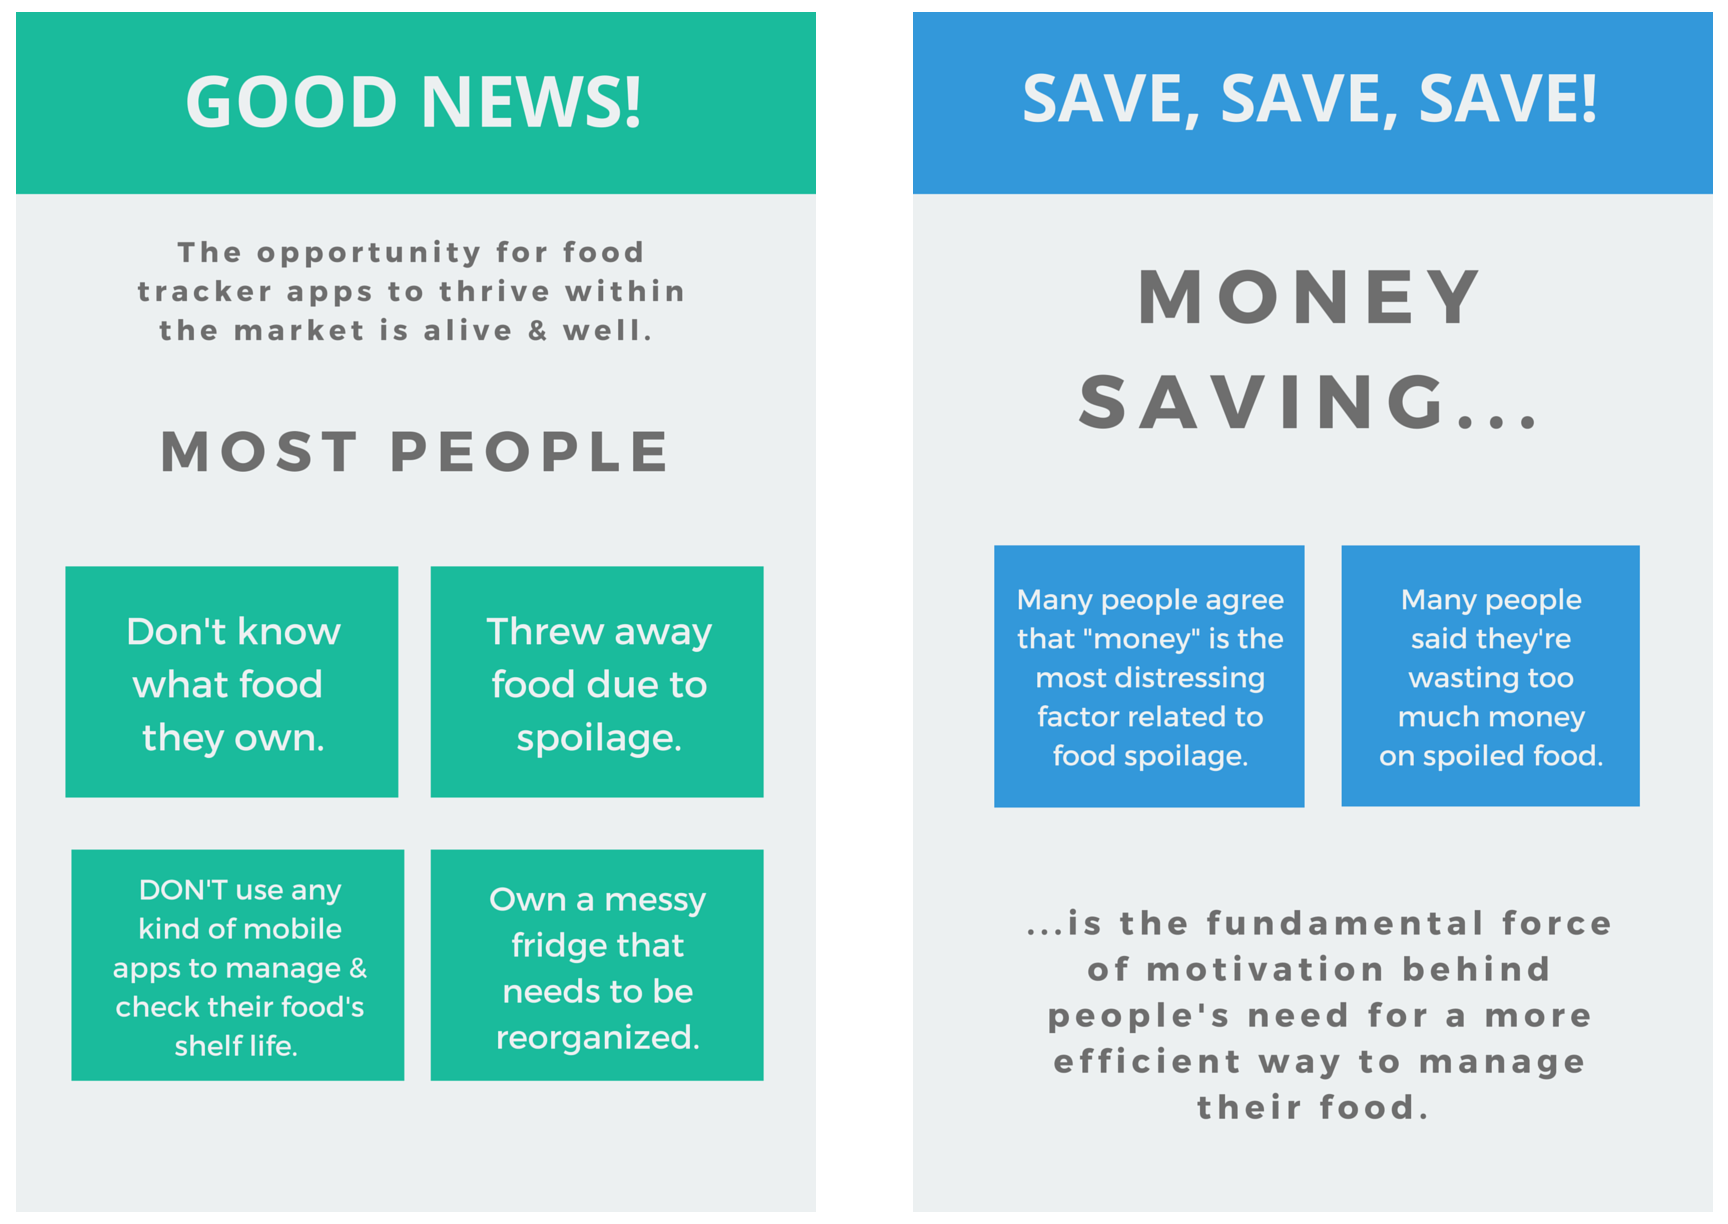 GOOD NEWS!
The opportunity for food
tracker apps to thrive within
the market is alive & well.
MOST PEOPLE
Don't know
what food
they own.
Threw away
food due to
spoilage.
DON'T use any
kind of mobile
apps to manage &
check their food's
shelf life.
Own a messy
fridge that
needs to be
reorganized.
SAVE, SAVE, SAVE!
MONEY
SAVING...
Many people agree
that "money" is the
most distressing
factor related to
food spoilage.
Many people
said they're
wasting too
much money
on spoiled food.
...is the fundamental force
of motivation behind
people's need for a more
efficient way to manage
their food.